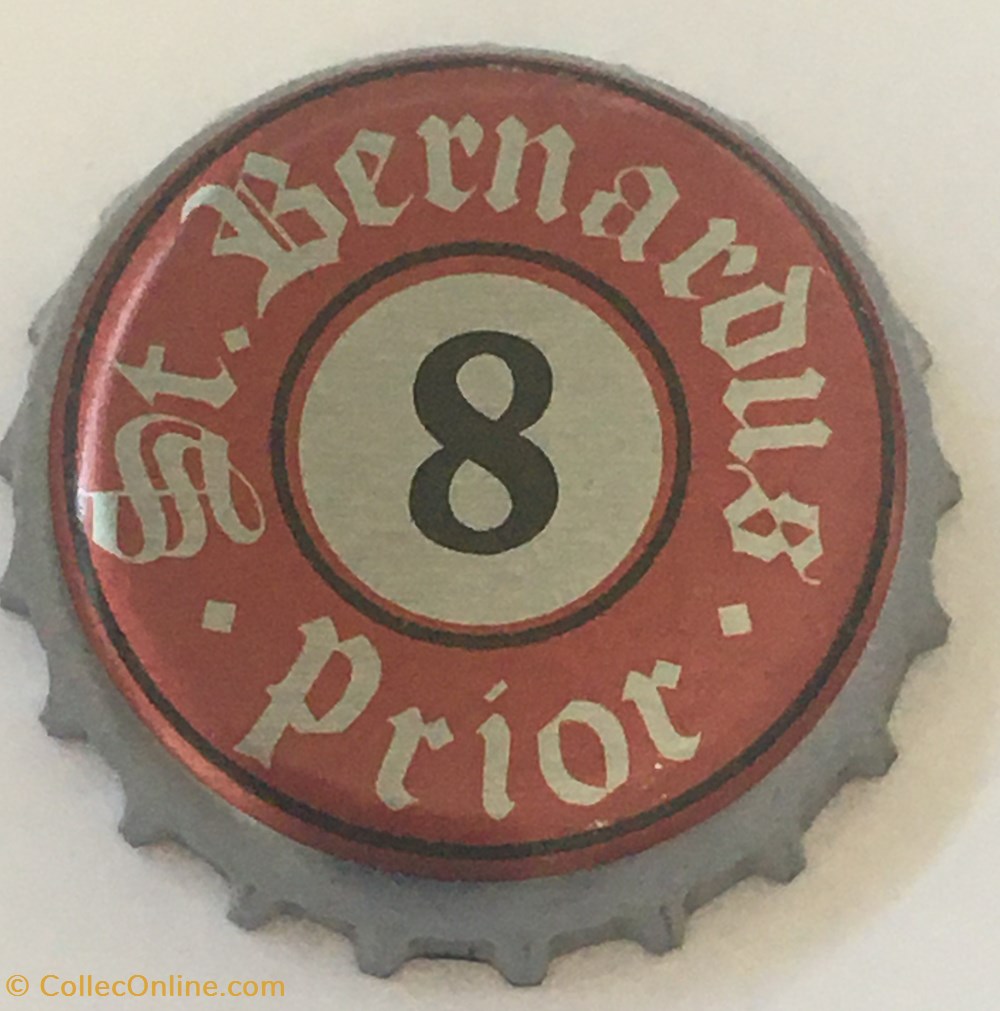 St. Bernardus
8
· Prior ·
© CollecOnline.com